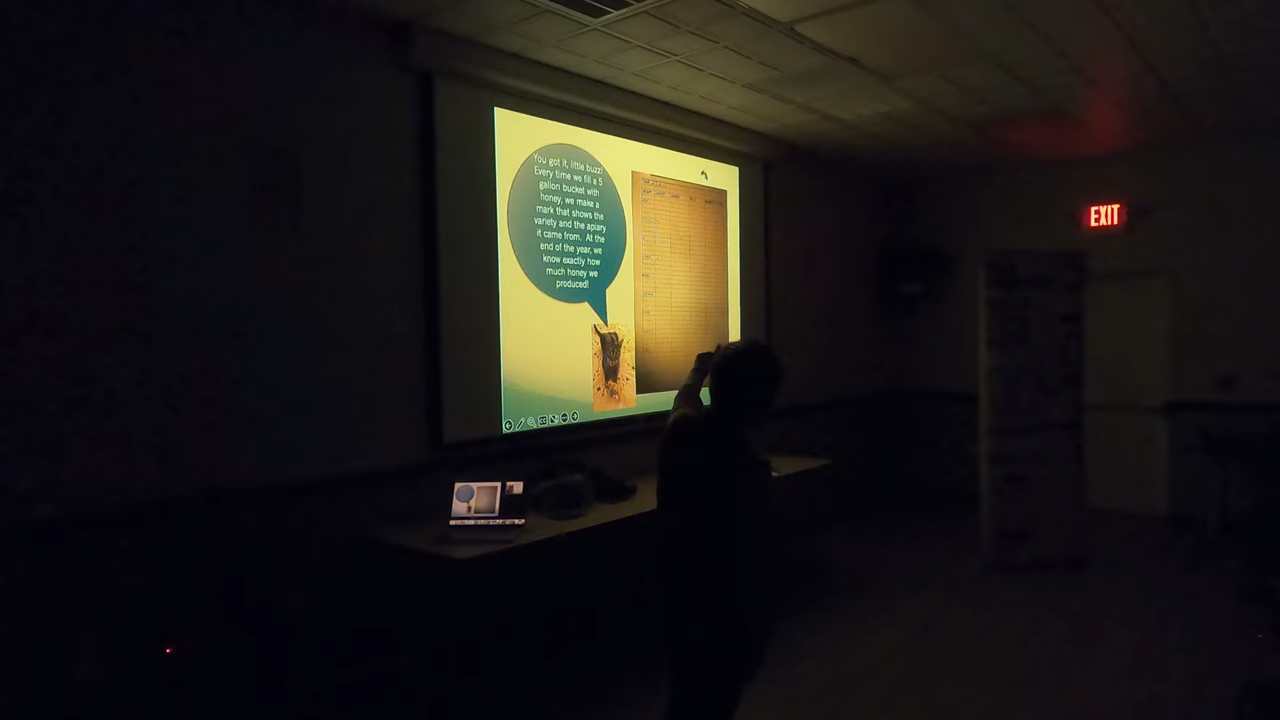 You got it, little buzz!
Every time we fill a 5
gallon bucket with
honey, we make a
mark that shows the
variety and the apiary
it came from. At the
end of the year, we
know exactly how
much honey we
produced!
EXIT